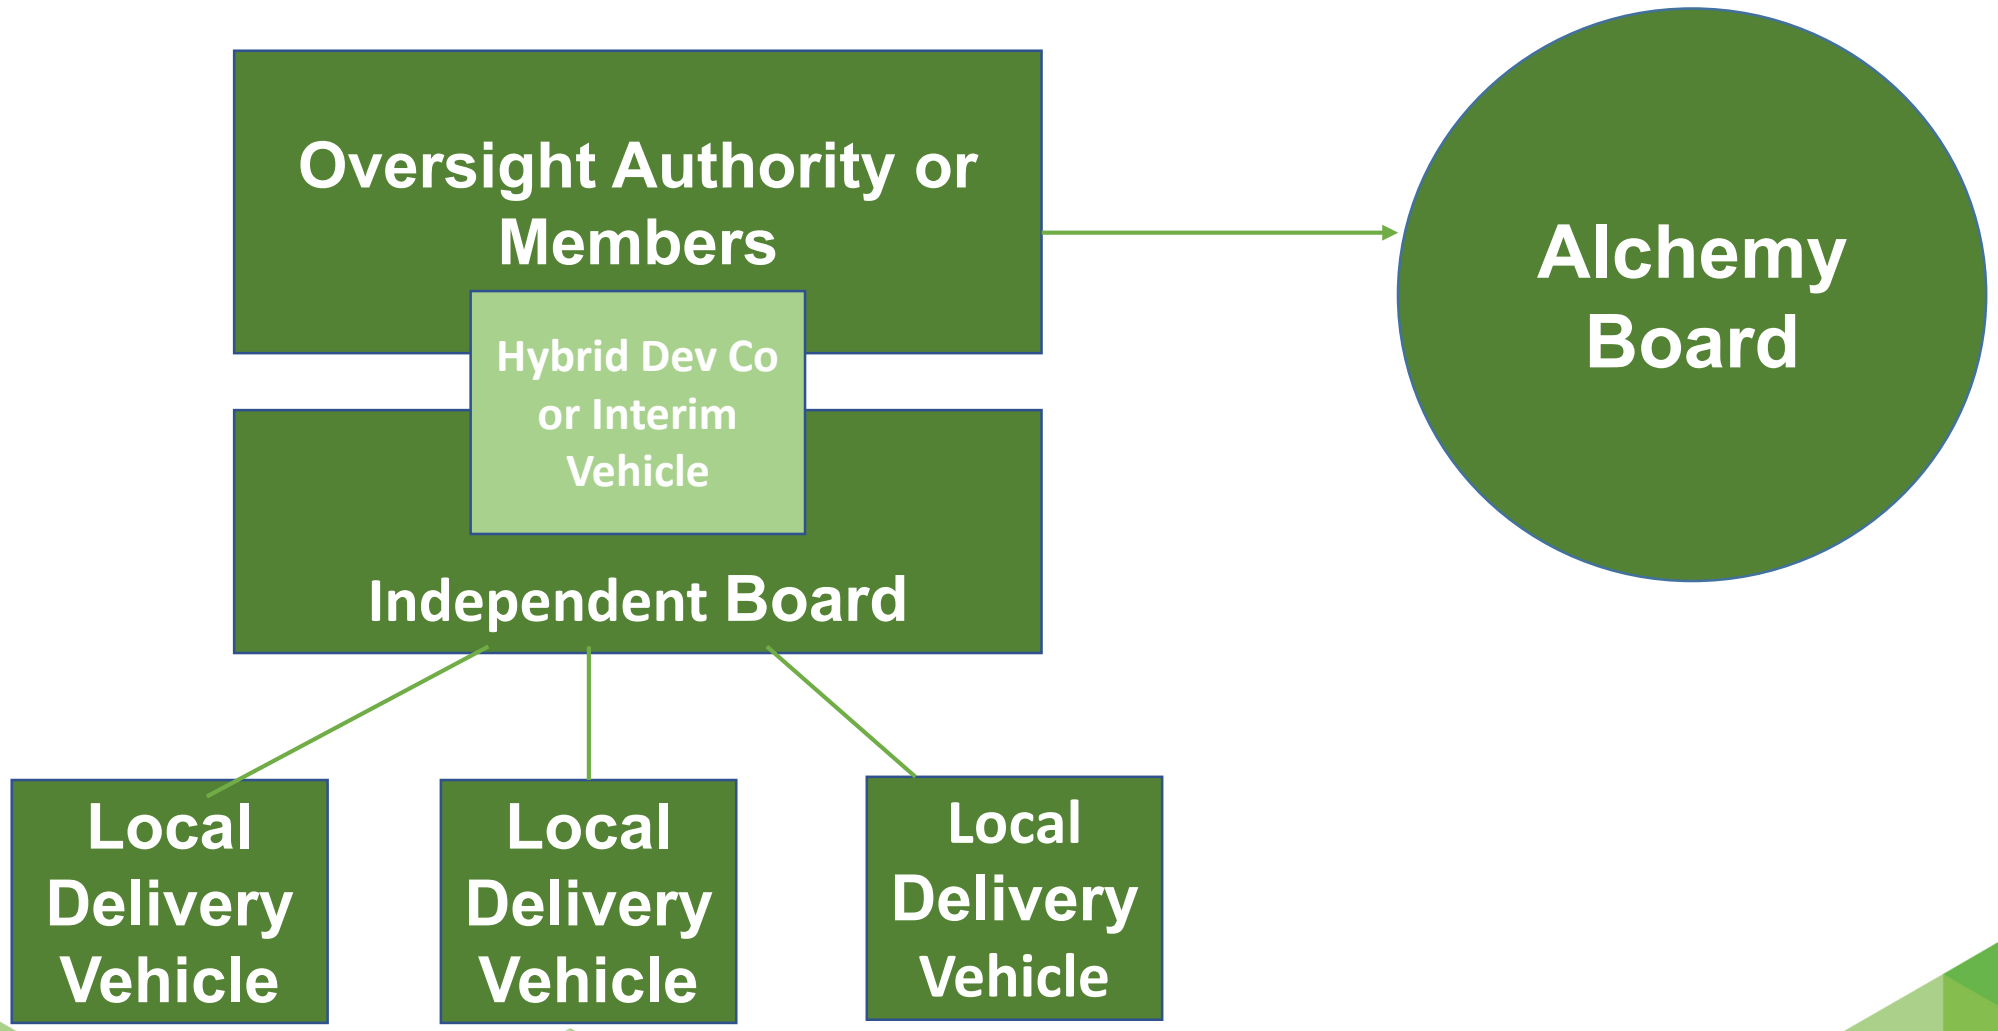 Oversight Authority or
Members
Alchemy
Board
Hybrid Dev Co
or Interim
Vehicle
Independent Board
Local
Delivery
Vehicle
Local
Delivery
Vehicle
Local
Delivery
Vehicle